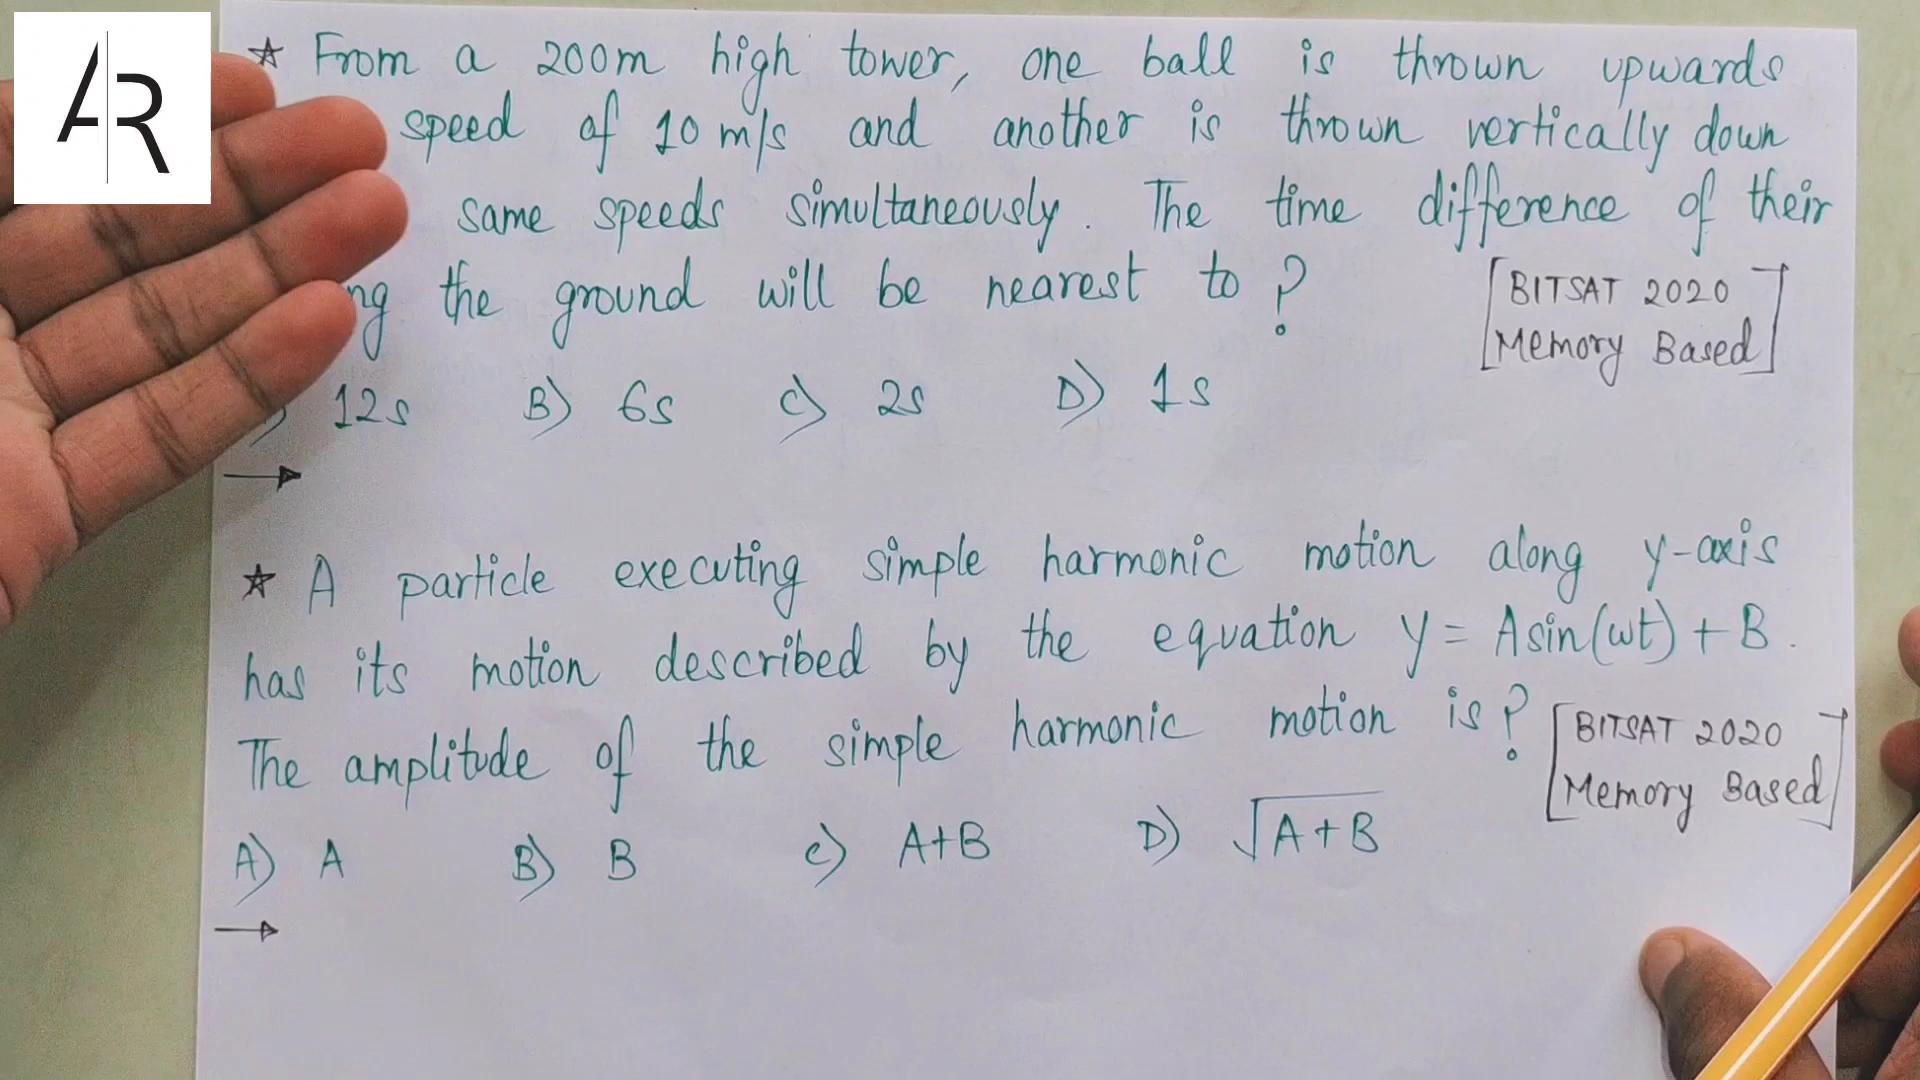 AR
★ From a 200m high tower, one ball is thrown upwards
speed of 10 m/s and another is thrown vertically down
same speeds simultaneously. The time difference of their
ng the ground will be nearest to ?
[BITSAT 2020
Memory Based]
) 12s B) 6s C) 2s D) 1s
→
★ A particle executing simple harmonic motion along y-axis
has its motion described by the equation y = Asin(ωt) + B.
The amplitude of the simple harmonic motion is?
[BITSAT 2020
Memory Based]
A) A B) B C) A+B D) √A+B
→